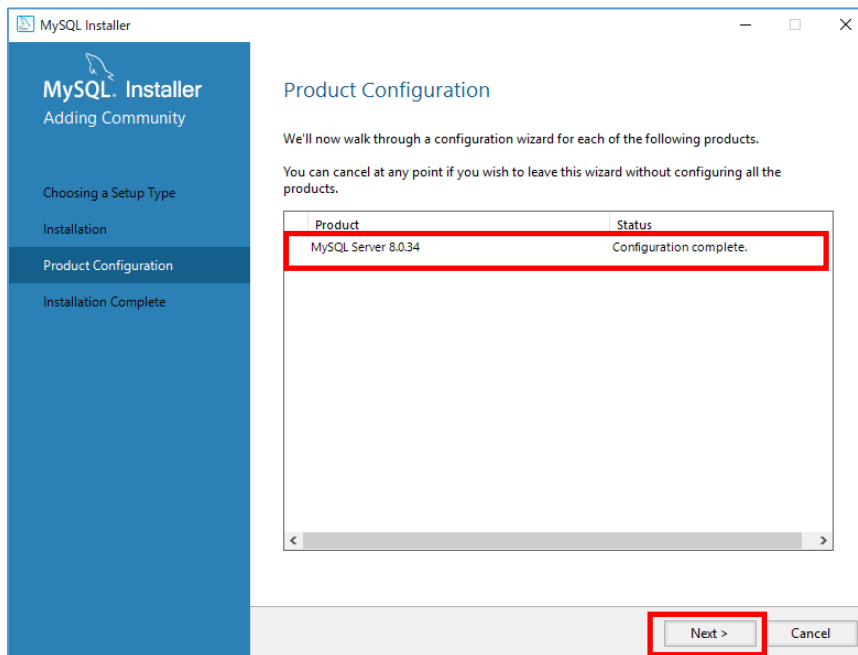 MySQL Installer
MySQL. Installer
Adding Community
Choosing a Setup Type
Installation
Product Configuration
Installation Complete
Product Configuration
We'll now walk through a configuration wizard for each of the following products.
You can cancel at any point if you wish to leave this wizard without configuring all the
products.
Product Status
MySQL Server 8.0.34 Configuration complete.
Next > Cancel